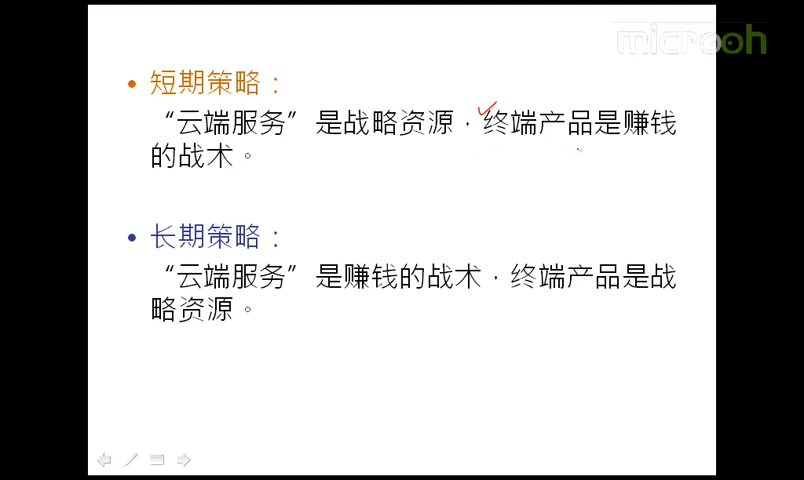 microoh
短期策略：
“云端服务”是战略资源，终端产品是赚钱
的战术。
长期策略：
“云端服务”是赚钱的战术，终端产品是战
略资源。